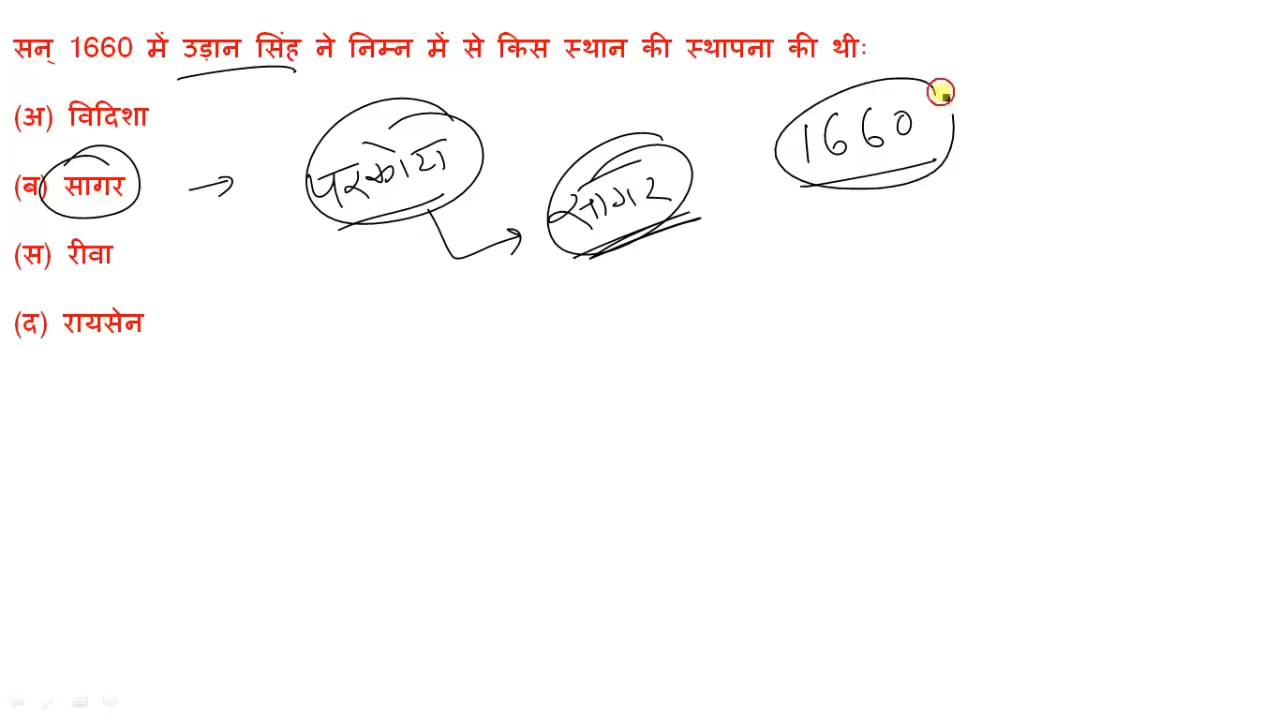 सन् 1660 में उड़ान सिंह ने निम्न में से किस स्थान की स्थापना की थीः
(अ) विदिशा
(ब) सागर → परकोटा → सागर 1660
(स) रीवा
(द) रायसेन